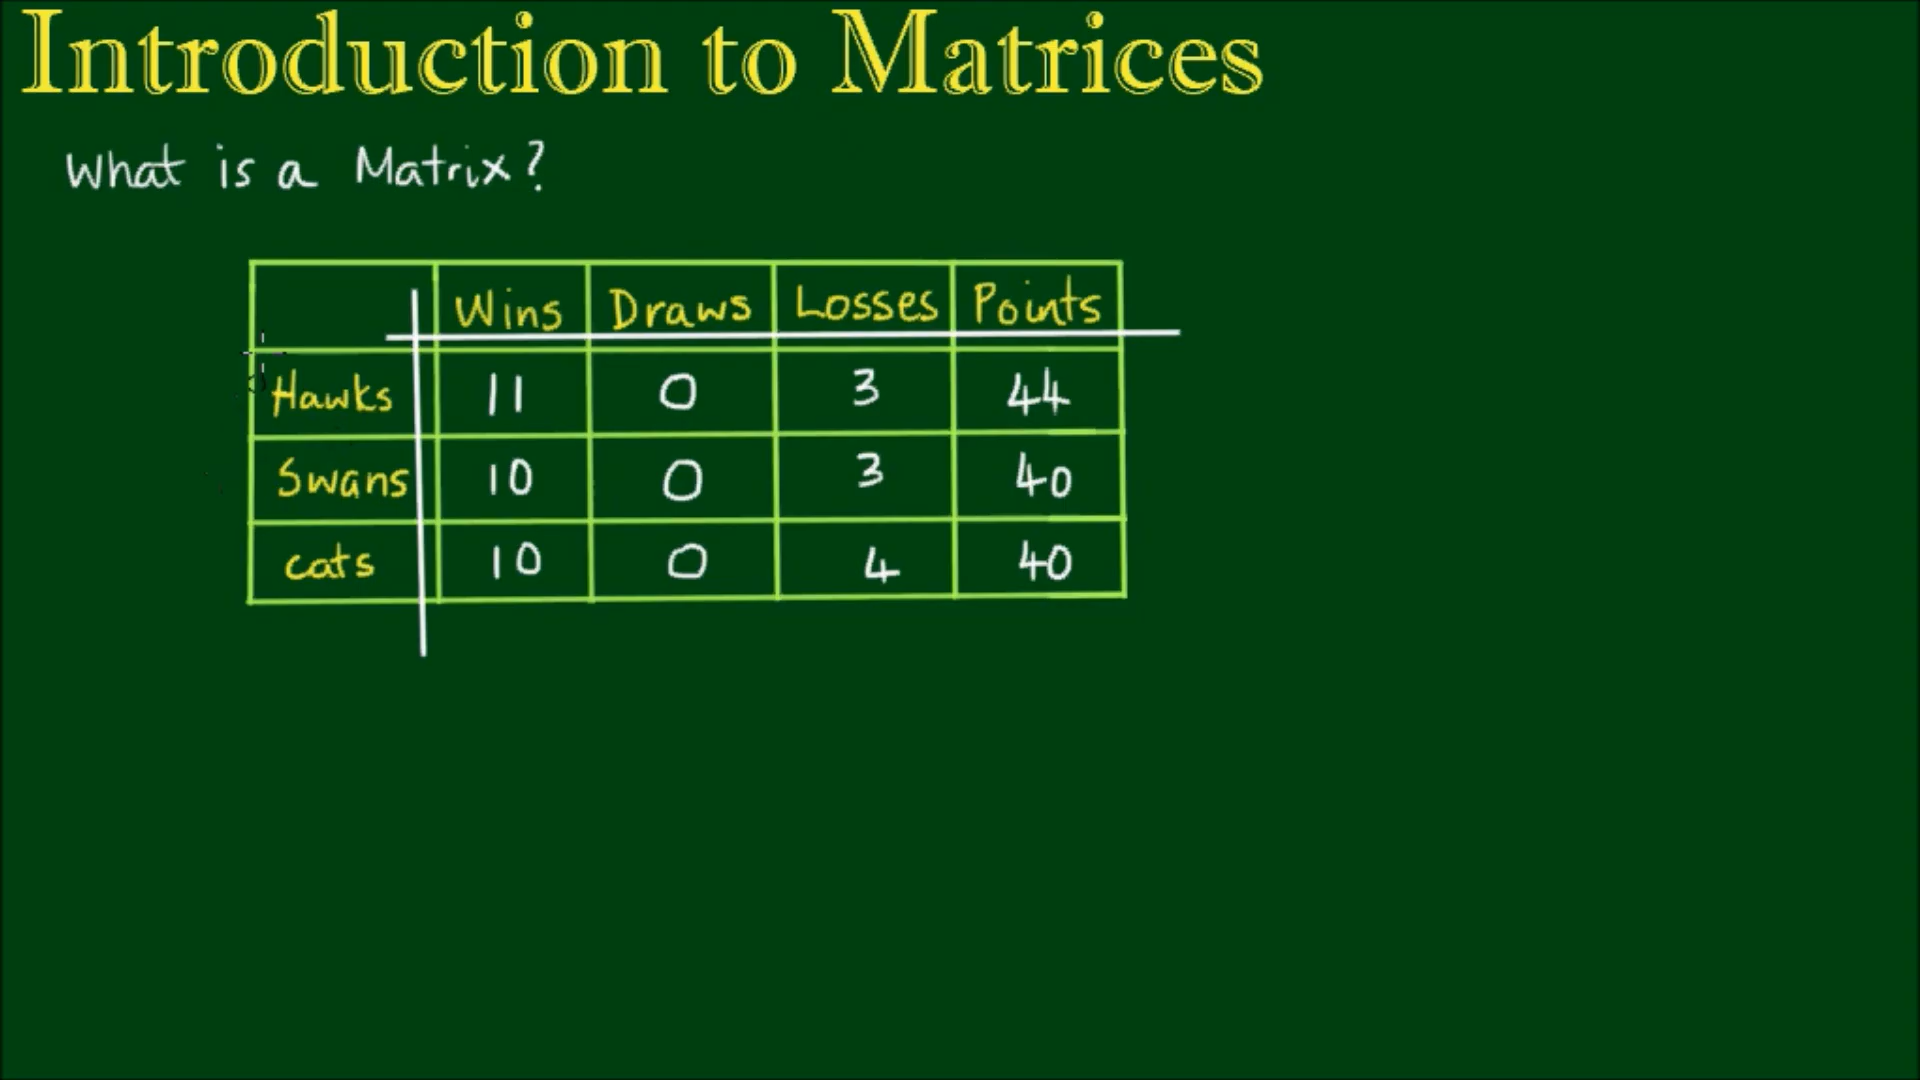 Introduction to Matrices
What is a Matrix?
Wins Draws Losses Points
Hawks 11 0 3 44
Swans 10 0 3 40
cats 10 0 4 40